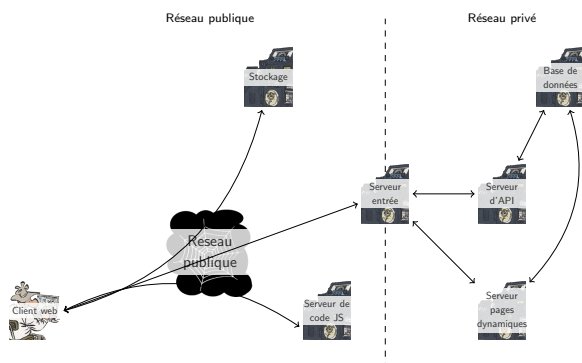 Réseau publique
Réseau privé
Stockage
Base de
données
Serveur
entrée
Serveur
d'API
Reseau
publique
Client web
Serveur de
code JS
Serveur
pages
dynamiques